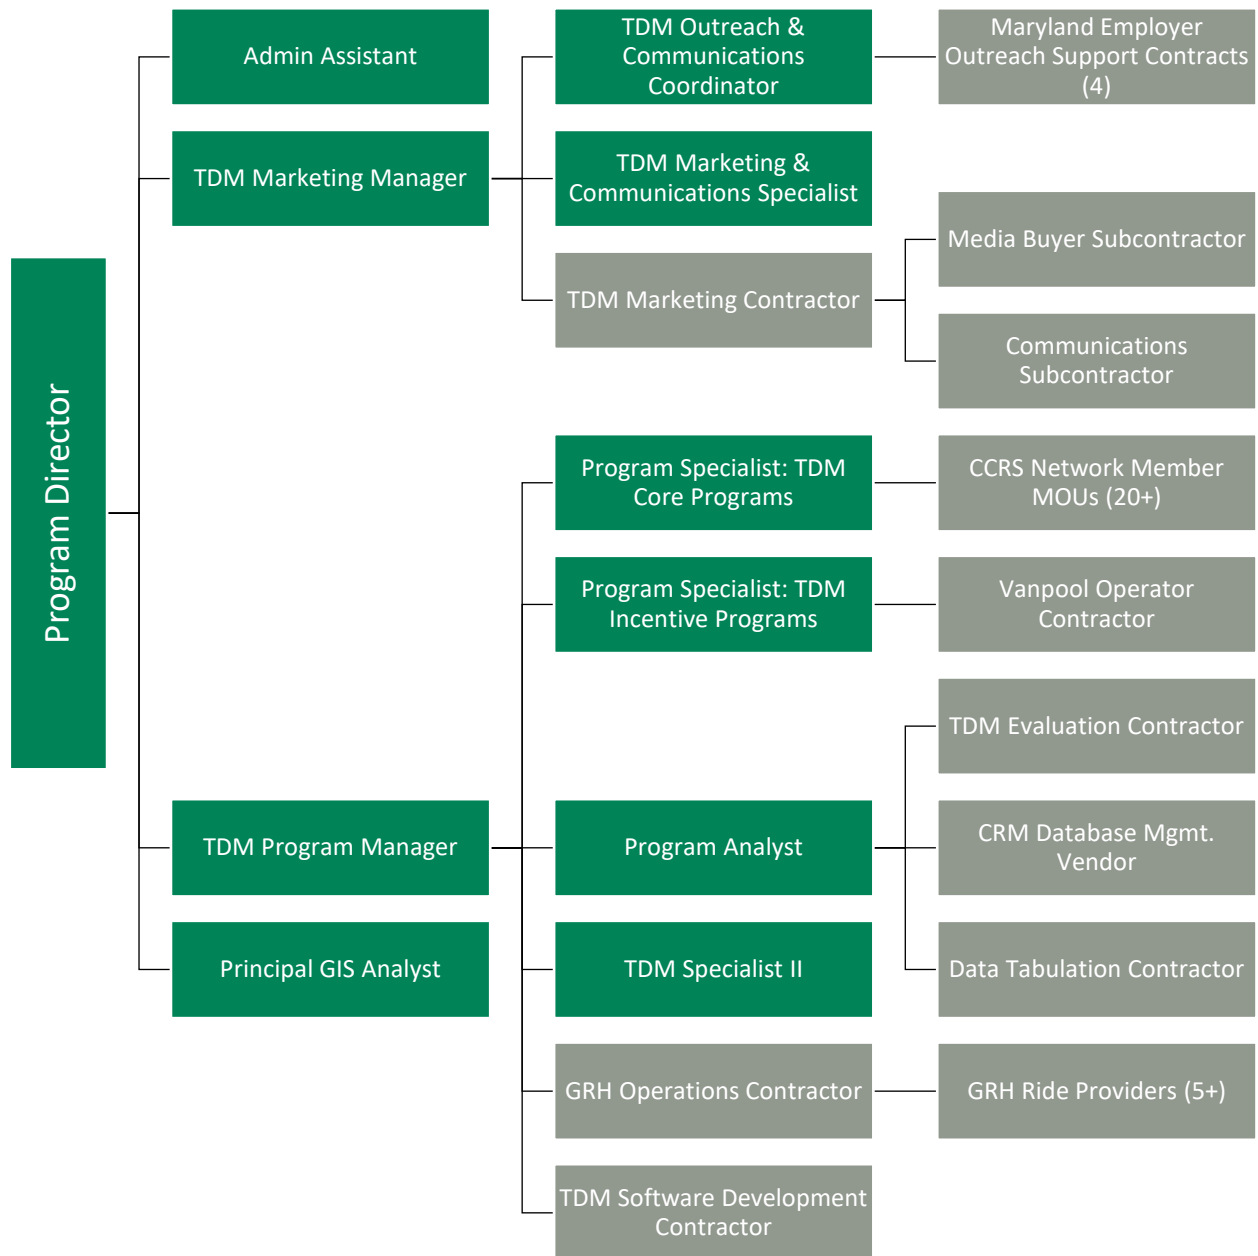 Program Director
Admin Assistant
TDM Marketing Manager
TDM Program Manager
Principal GIS Analyst
TDM Outreach &
Communications
Coordinator
TDM Marketing &
Communications Specialist
TDM Marketing Contractor
Program Specialist: TDM
Core Programs
Program Specialist: TDM
Incentive Programs
Program Analyst
TDM Specialist II
GRH Operations Contractor
TDM Software Development
Contractor
Maryland Employer
Outreach Support Contracts
(4)
Media Buyer Subcontractor
Communications
Subcontractor
CCRS Network Member
MOUs (20+)
Vanpool Operator
Contractor
TDM Evaluation Contractor
CRM Database Mgmt.
Vendor
Data Tabulation Contractor
GRH Ride Providers (5+)